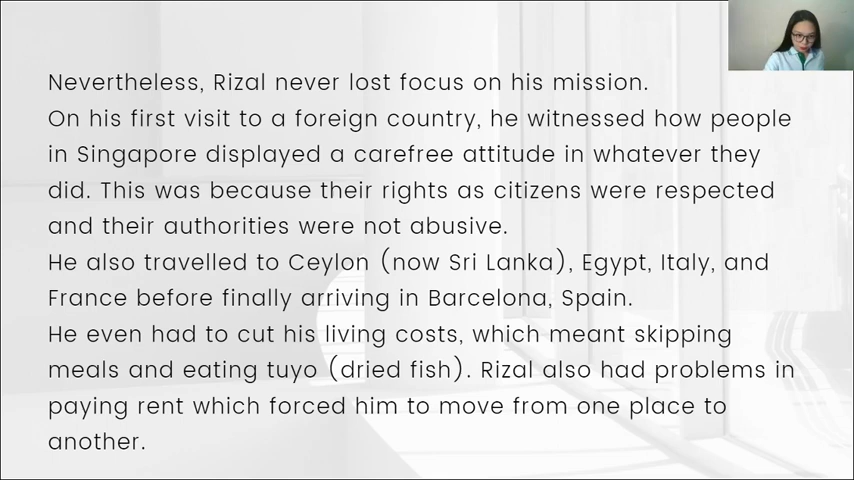 Nevertheless, Rizal never lost focus on his mission.
On his first visit to a foreign country, he witnessed how people
in Singapore displayed a carefree attitude in whatever they
did. This was because their rights as citizens were respected
and their authorities were not abusive.
He also travelled to Ceylon (now Sri Lanka), Egypt, Italy, and
France before finally arriving in Barcelona, Spain.
He even had to cut his living costs, which meant skipping
meals and eating tuyo (dried fish). Rizal also had problems in
paying rent which forced him to move from one place to
another.